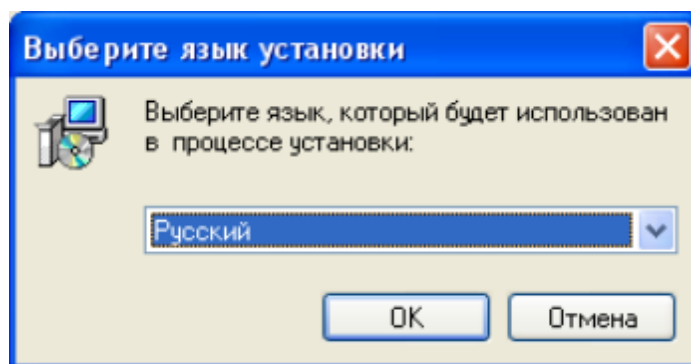 Выберите язык установки
Выберите язык, который будет использован
в процессе установки:
Русский
OK
Отмена